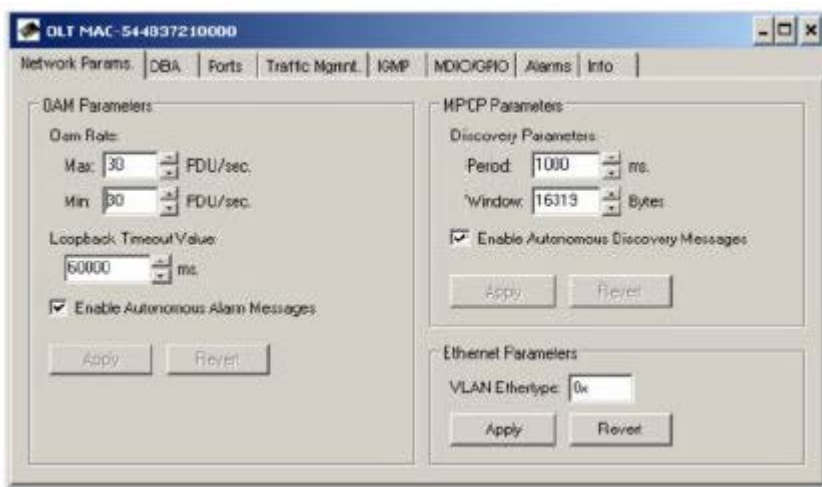 OLT MAC-544837210000
Network Params. DBA Ports Traffic Mgmnt. IGMP MDIO/GPIO Alarms Info
OAM Parameters
Oam Rate:
Max: 30 PDU/sec.
Min: 30 PDU/sec.
Loopback Timeout Value:
60000 ms.
Enable Autonomous Alarm Messages
Apply Revert
MPCP Parameters
Discovery Parameters:
Period: 1000 ms.
Window: 16319 Bytes
Enable Autonomous Discovery Messages
Apply Revert
Ethernet Parameters
VLAN Ethertype: 0x
Apply Revert